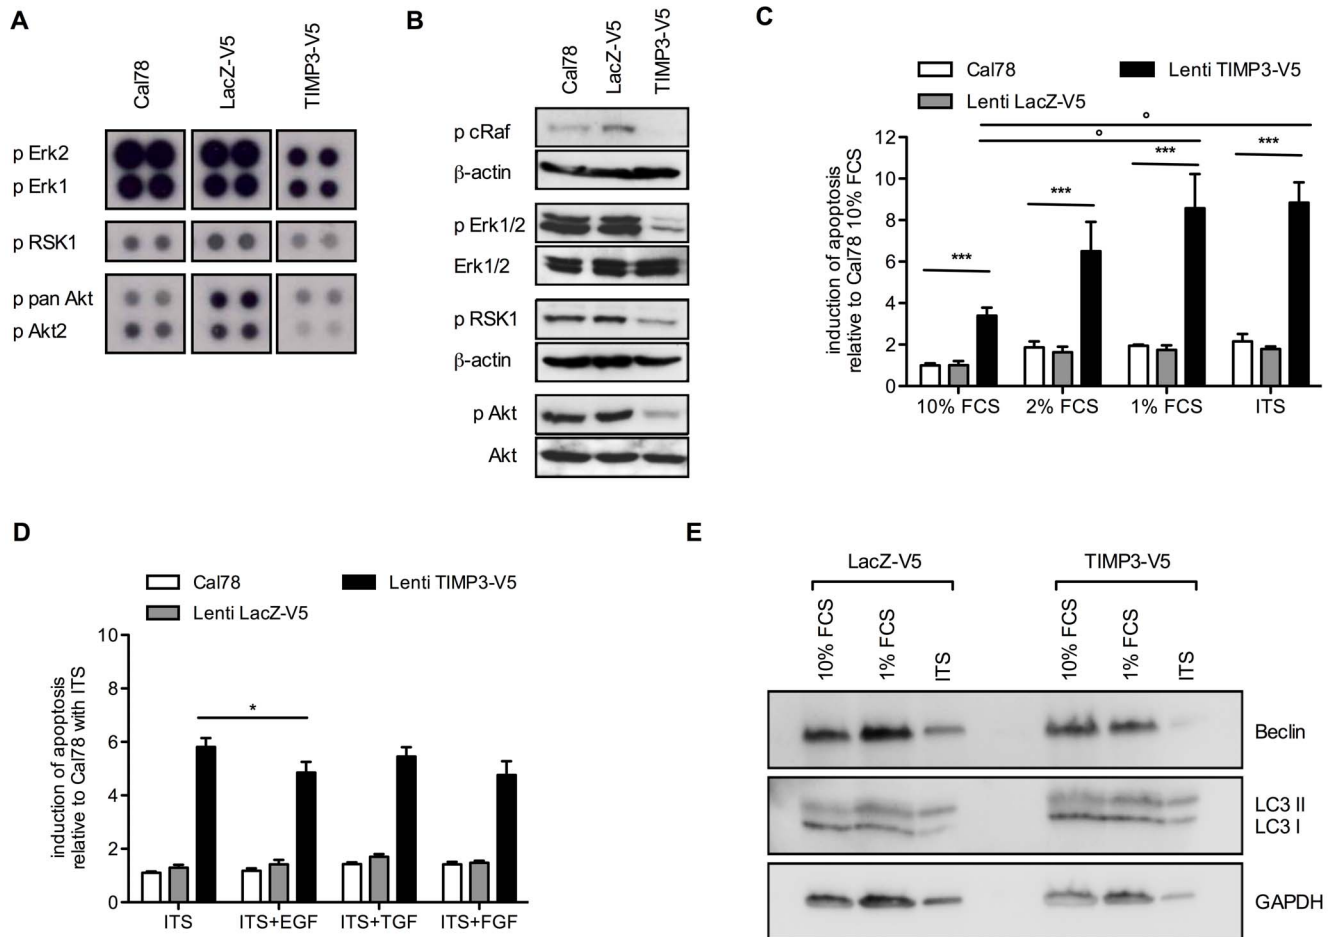 A
Cal78
LacZ-V5
TIMP3-V5
p Erk2
p Erk1
p RSK1
p pan Akt
p Akt2
B
Cal78
LacZ-V5
TIMP3-V5
p cRaf
β-actin
p Erk1/2
Erk1/2
p RSK1
β-actin
p Akt
Akt
C
Cal78
Lenti TIMP3-V5
Lenti LacZ-V5
induction of apoptosis
relative to Cal78 10% FCS
12
10
8
6
4
2
0
°
°
***
***
***
***
10% FCS 2% FCS 1% FCS ITS
D
Cal78
Lenti TIMP3-V5
Lenti LacZ-V5
induction of apoptosis
relative to Cal78 with ITS
10
8
6
4
2
0
*
ITS ITS+EGF ITS+TGF ITS+FGF
E
LacZ-V5 TIMP3-V5
10% FCS
1% FCS
ITS
10% FCS
1% FCS
ITS
Beclin
LC3 II
LC3 I
GAPDH